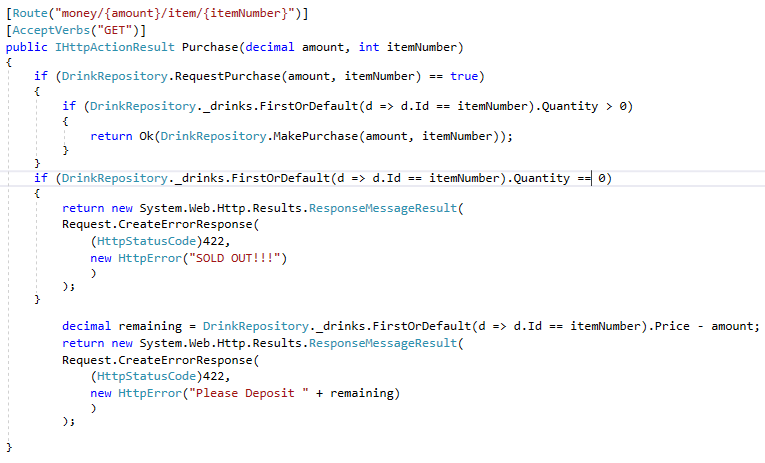 [Route("money/{amount}/item/{itemNumber}")]
[AcceptVerbs("GET")]
public IHttpActionResult Purchase(decimal amount, int itemNumber)
{
if (DrinkRepository.RequestPurchase(amount, itemNumber) == true)
{
if (DrinkRepository._drinks.FirstOrDefault(d => d.Id == itemNumber).Quantity > 0)
{
return Ok(DrinkRepository.MakePurchase(amount, itemNumber));
}
}
if (DrinkRepository._drinks.FirstOrDefault(d => d.Id == itemNumber).Quantity == 0)
{
return new System.Web.Http.Results.ResponseMessageResult(
Request.CreateErrorResponse(
(HttpStatusCode)422,
new HttpError("SOLD OUT!!!")
)
);
}
decimal remaining = DrinkRepository._drinks.FirstOrDefault(d => d.Id == itemNumber).Price - amount;
return new System.Web.Http.Results.ResponseMessageResult(
Request.CreateErrorResponse(
(HttpStatusCode)422,
new HttpError("Please Deposit " + remaining)
)
);
}